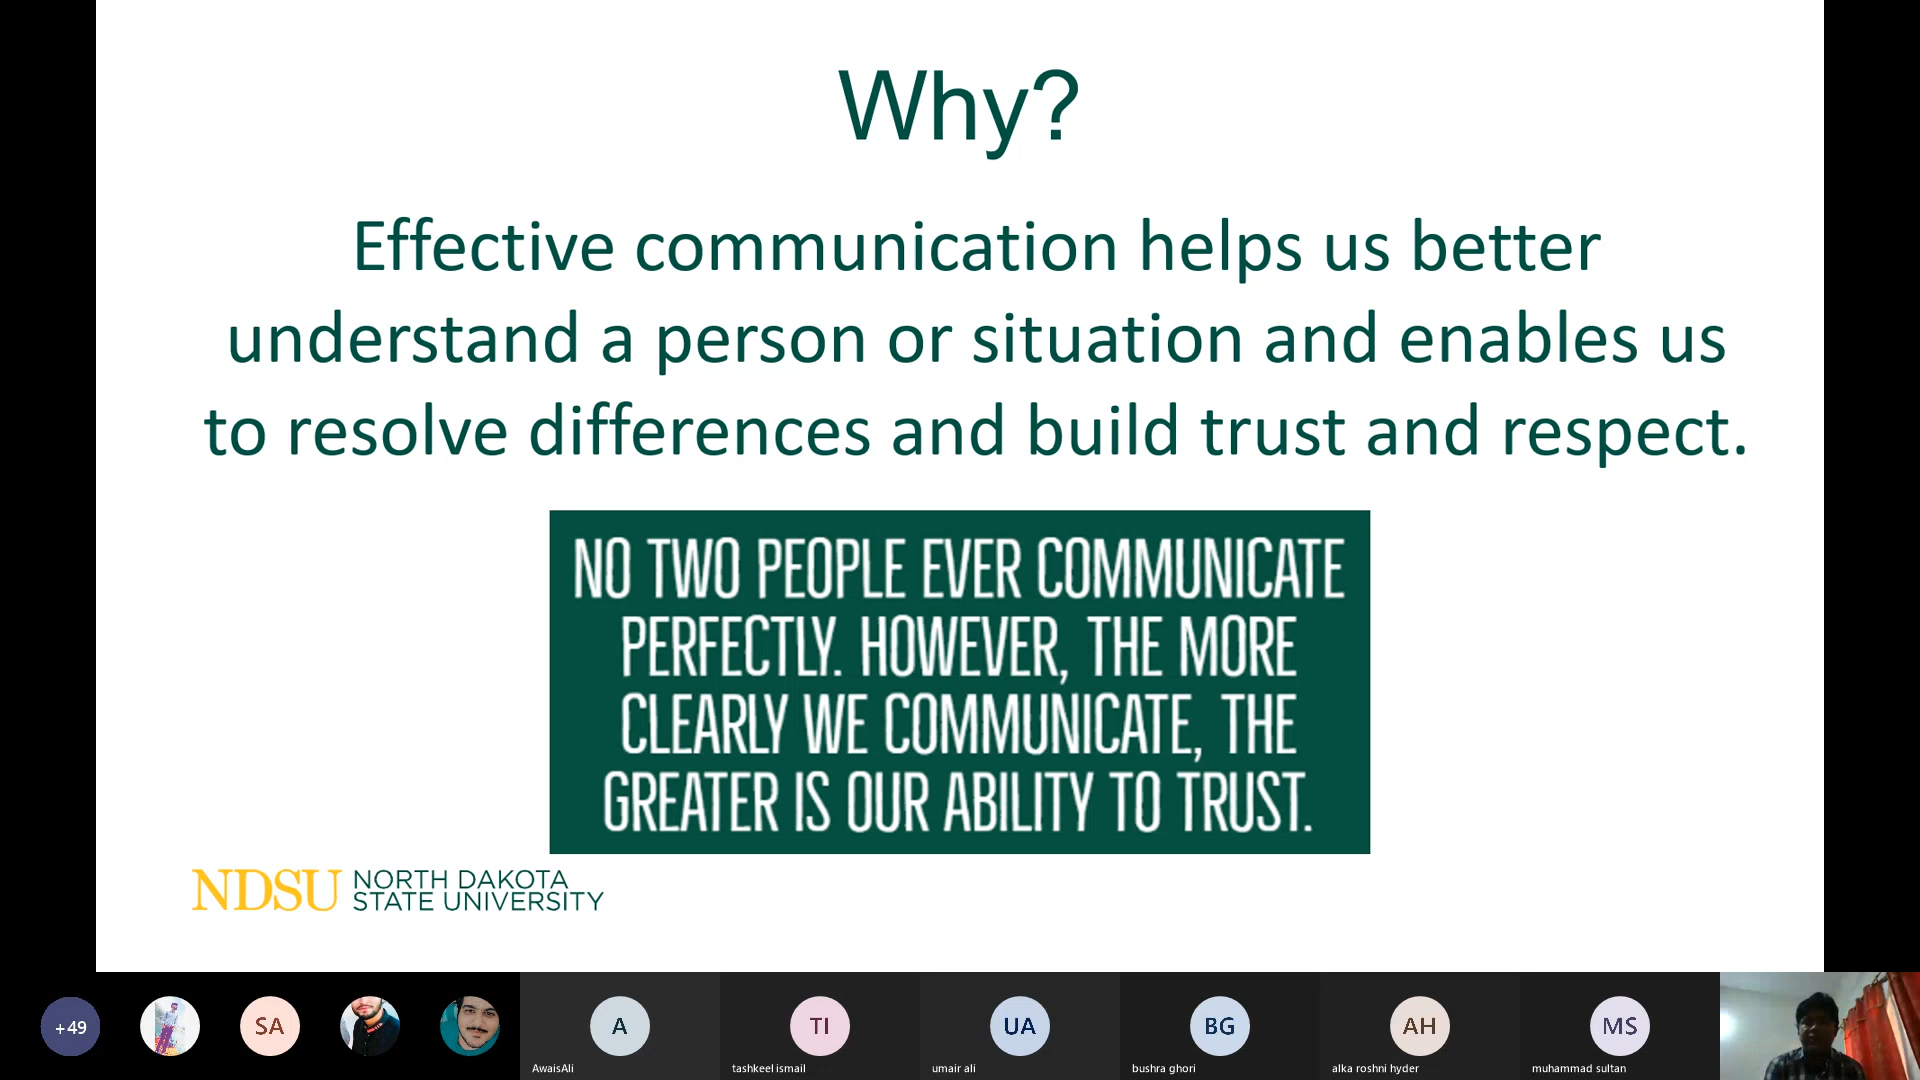 Why?
Effective communication helps us better
understand a person or situation and enables us
to resolve differences and build trust and respect.
NO TWO PEOPLE EVER COMMUNICATE
PERFECTLY. HOWEVER, THE MORE
CLEARLY WE COMMUNICATE, THE
GREATER IS OUR ABILITY TO TRUST.
NDSU NORTH DAKOTA
STATE UNIVERSITY
+49
SA
A
TI
UA
BG
AH
MS
AwaisAli
tashkeel ismail
umair ali
bushra ghori
alka roshni hyder
muhammad sultan